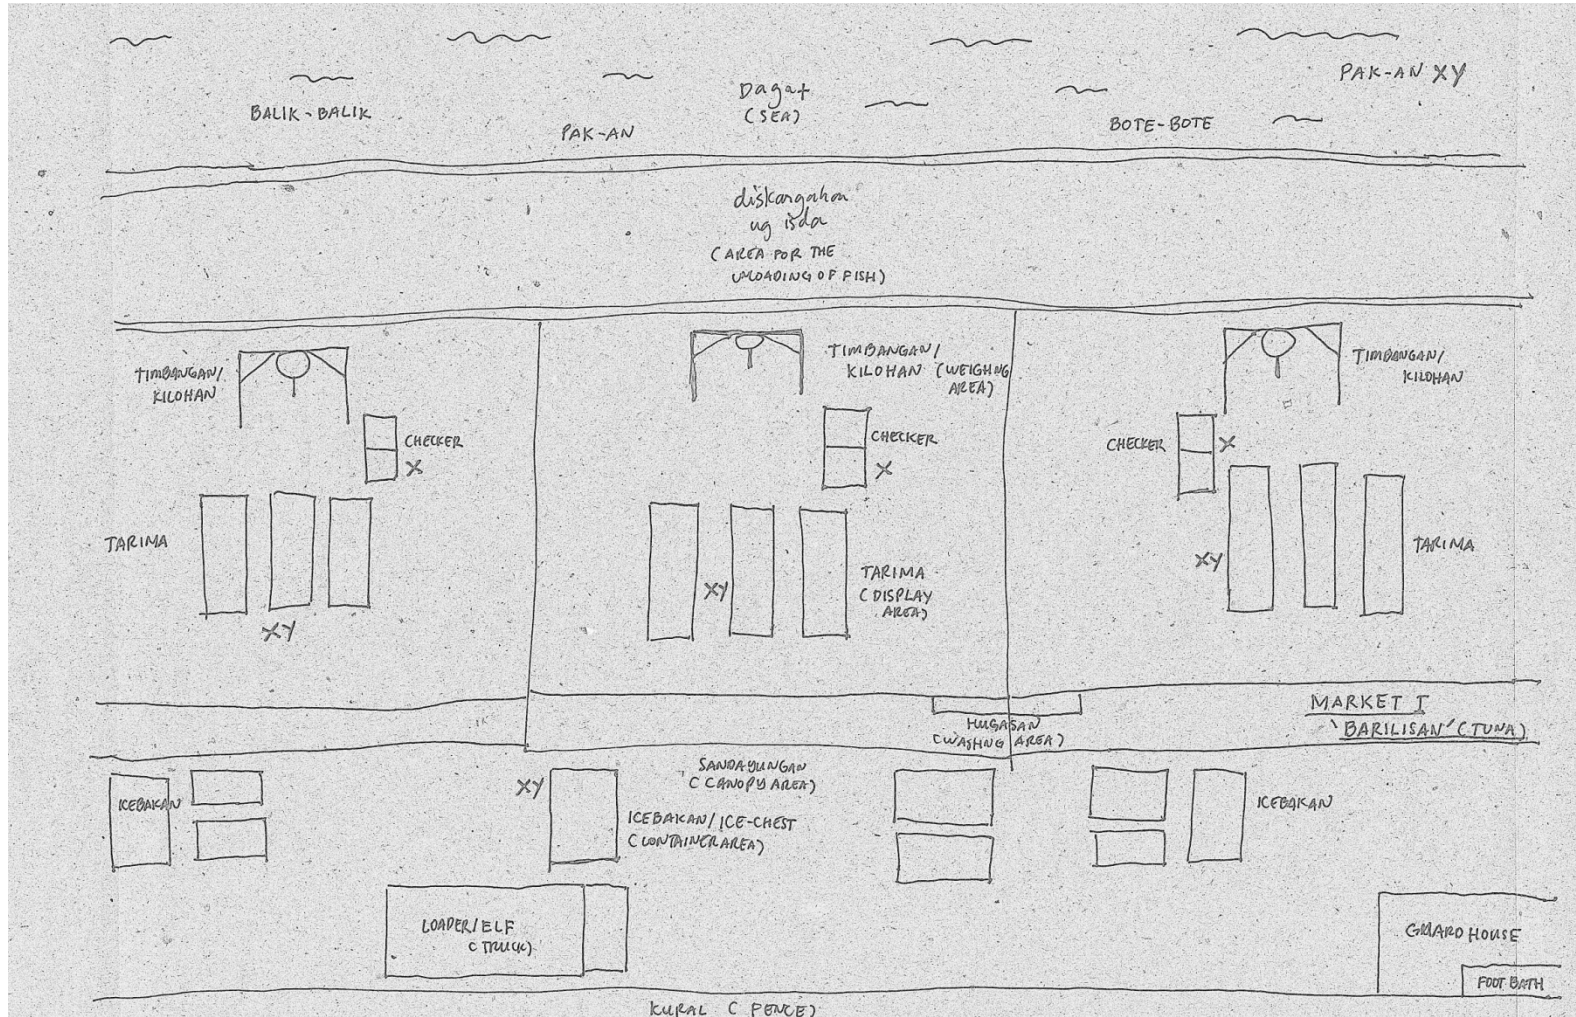 PAK-AN XY
Dagat
(SEA)
BALIK-BALIK
PAK-AN
BOTE-BOTE
diskargahan
ug isda
(AREA FOR THE
UNLOADING OF FISH)
TIMBANGAN/
KILOHAN
TIMBANGAN/
KILOHAN (WEIGHNG
AREA)
TIMBANGAN/
KILOHAN
CHECKER
X
CHECKER
X
CHECKER X
TARIMA
XY
XY
TARIMA
(DISPLAY
AREA)
XY
TARIMA
MARKET I
'BARILISAN' (TUNA)
HUGASAN
(WASHNG AREA)
SANDAYUNGAN
(CANOPY AREA)
ICEBAKAN
XY
ICEBAKAN/ICE-CHEST
(CONTAINER AREA)
ICEBAKAN
LOADER/ELF
(TRUCK)
GUARD HOUSE
FOOT BATH
KURAL (FENCE)